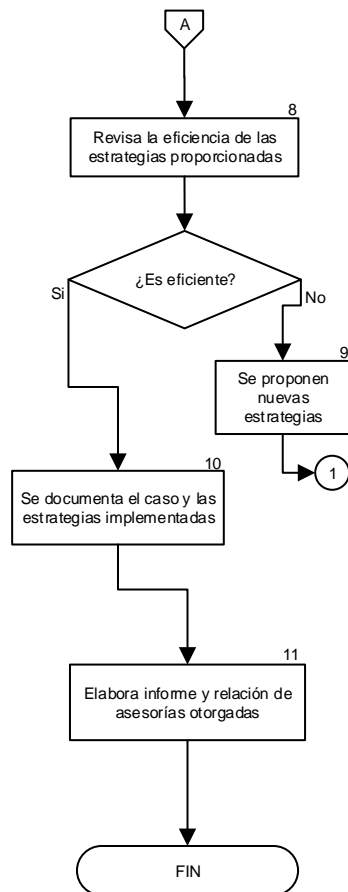 A
8
Revisa la eficiencia de las
estrategias proporcionadas
¿Es eficiente?
Si
No
9
Se proponen
nuevas
estrategias
1
10
Se documenta el caso y las
estrategias implementadas
11
Elabora informe y relación de
asesorías otorgadas
FIN